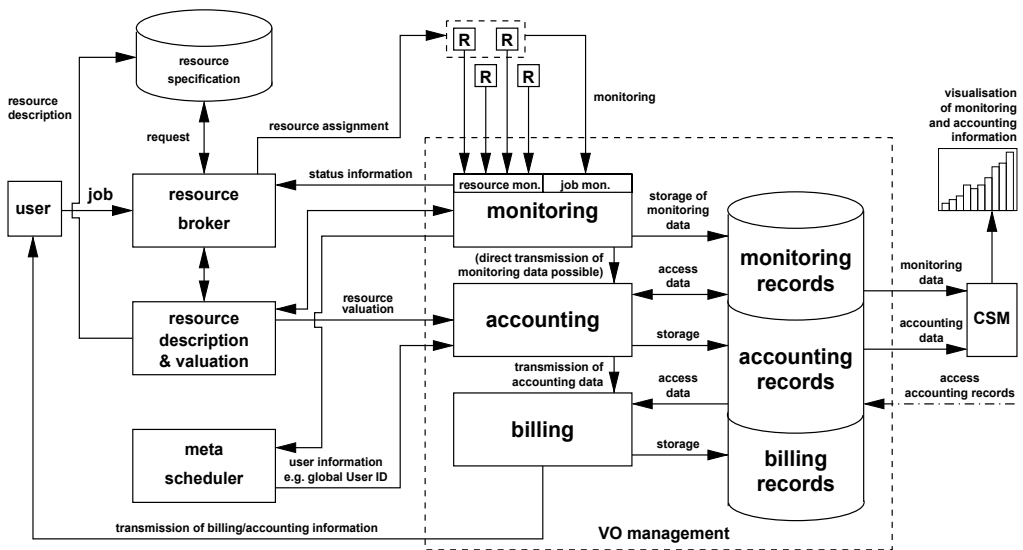 resource
specification
R
R
R
R
resource
description
request
resource assignment
monitoring
visualisation
of monitoring
and accounting
information
user
job
resource
broker
status information
resource mon.
job mon.
monitoring
storage of
monitoring
data
(direct transmission of
monitoring data possible)
monitoring
records
resource
description
& valuation
resource
valuation
accounting
access
data
storage
monitoring
data
accounting
data
CSM
accounting
records
transmission of
accounting data
access
data
access
accounting records
billing
storage
billing
records
meta
scheduler
user information
e.g. global User ID
transmission of billing/accounting information
VO management